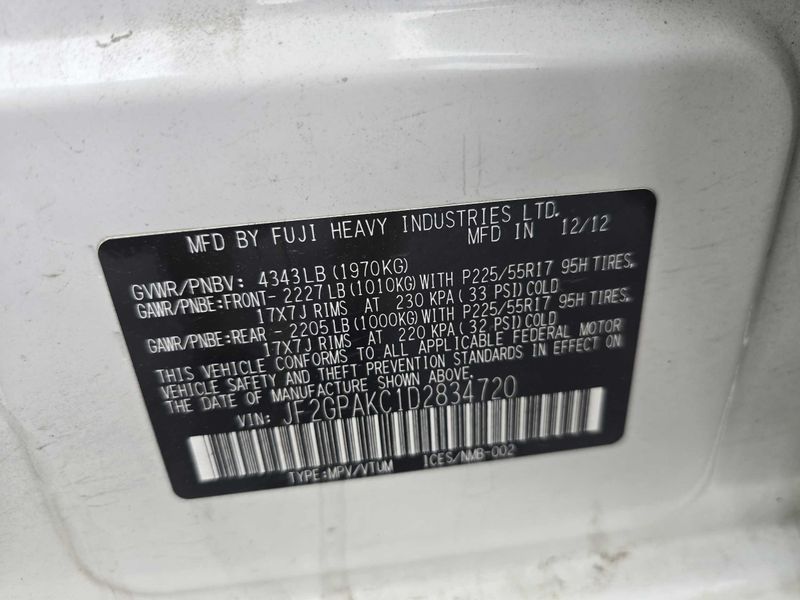 MFD BY FUJI HEAVY INDUSTRIES LTD.
MFD IN 12/12
GVWR/PNBV: 4343LB(1970KG)
GAWR/PNBE:FRONT- 2227LB(1010KG)WITH P225/55R17 95H TIRES,
17X7J RIMS AT 230 KPA(33 PSI)COLD
GAWR/PNBE:REAR - 2205LB(1000KG)WITH P225/55R17 95H TIRES,
17X7J RIMS AT 220 KPA(32 PSI)COLD
THIS VEHICLE CONFORMS TO ALL APPLICABLE FEDERAL MOTOR
VEHICLE SAFETY AND THEFT PREVENTION STANDARDS IN EFFECT ON
THE DATE OF MANUFACTURE SHOWN ABOVE.
VIN: JF2GPAKC1D2834720
TYPE:MPV/VTUM ICES/NMB-002